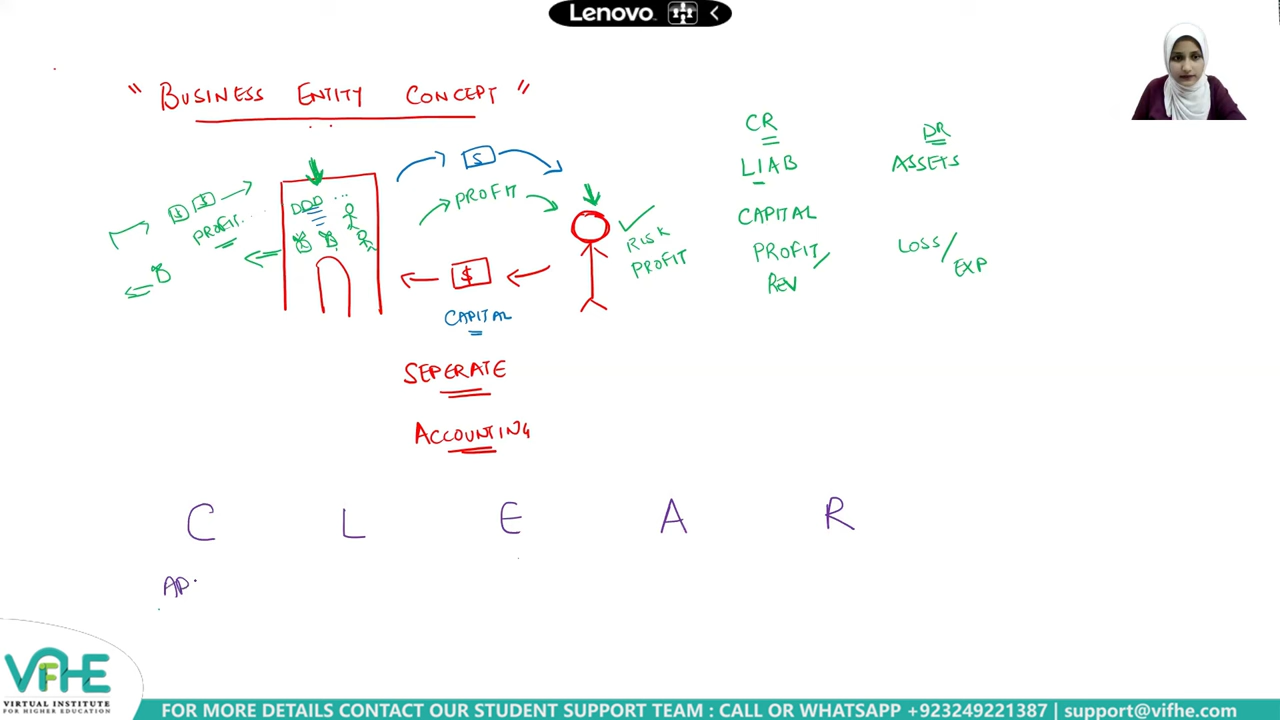 Lenovo
" BUSINESS ENTITY CONCEPT "
CR
DR
LIAB
ASSETS
CAPITAL
PROFIT/
REV
LOSS/
EXP
$
PROFIT
$ $
PROFIT...
RISK
PROFIT
$
CAPITAL
SEPERATE
ACCOUNTING
C L E A R
AP
VIFHE
VIRTUAL INSTITUTE
FOR HIGHER EDUCATION
FOR MORE DETAILS CONTACT OUR STUDENT SUPPORT TEAM : CALL OR WHATSAPP +923249221387 | support@vifhe.com